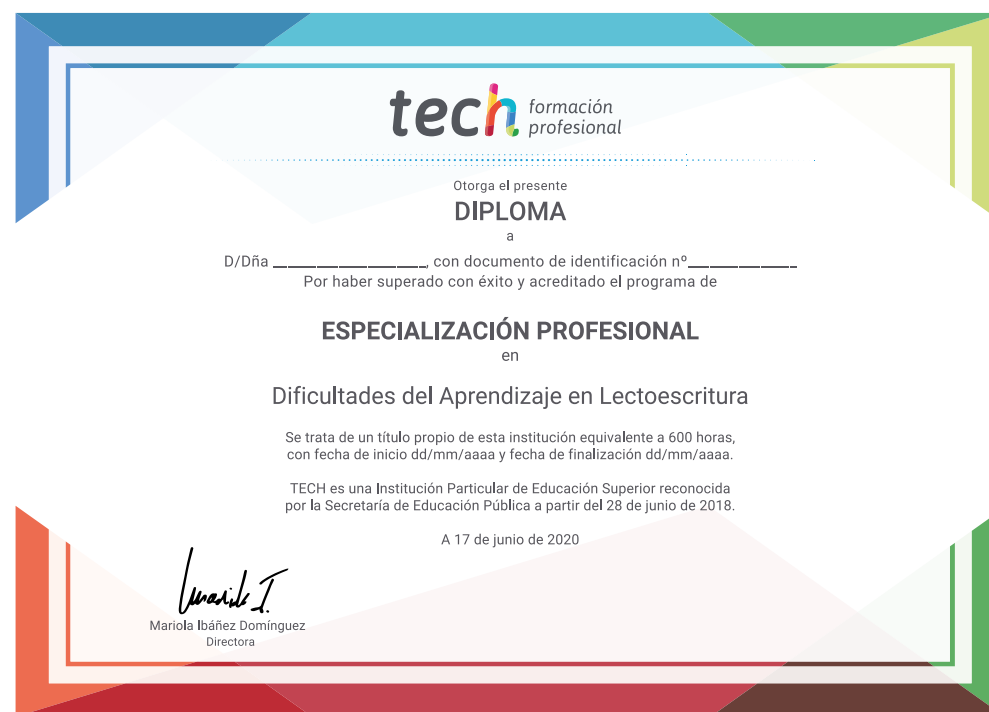 tech formación
profesional
Otorga el presente
DIPLOMA
a
D/Dña ____________________, con documento de identificación nº______________
Por haber superado con éxito y acreditado el programa de
ESPECIALIZACIÓN PROFESIONAL
en
Dificultades del Aprendizaje en Lectoescritura
Se trata de un título propio de esta institución equivalente a 600 horas,
con fecha de inicio dd/mm/aaaa y fecha de finalización dd/mm/aaaa.
TECH es una Institución Particular de Educación Superior reconocida
por la Secretaría de Educación Pública a partir del 28 de junio de 2018.
A 17 de junio de 2020
Mariola Ibáñez Domínguez
Directora